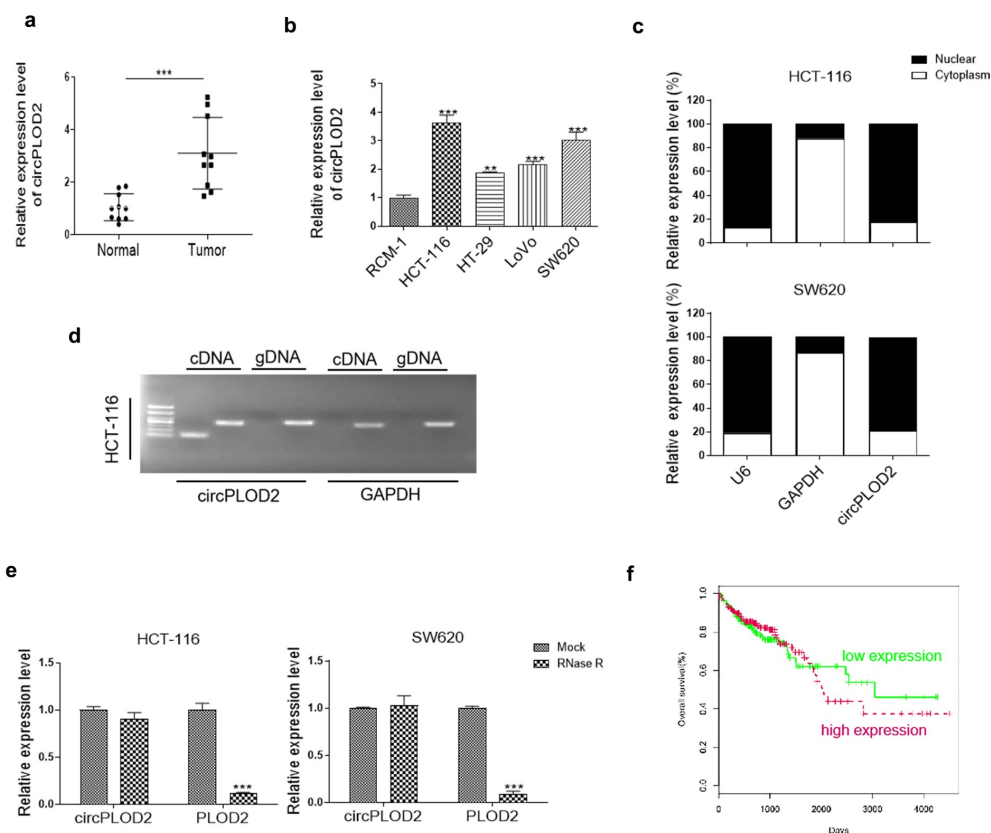 a
Relative expression level
of circPLOD2
6
4
2
0
***
Normal
Tumor
b
Relative expression level
of circPLOD2
5
4
3
2
1
0
***
**
***
***
RCM-1
HCT-116
HT-29
LoVo
SW620
c
Nuclear
Cytoplasm
HCT-116
Relative expression level (%)
120
100
80
60
40
20
0
SW620
Relative expression level (%)
120
100
80
60
40
20
0
U6
GAPDH
circPLOD2
d
cDNA
gDNA
cDNA
gDNA
HCT-116
circPLOD2
GAPDH
e
HCT-116
Relative expression level
1.5
1.0
0.5
0.0
***
circPLOD2
PLOD2
SW620
Mock
RNase R
Relative expression level
1.5
1.0
0.5
0.0
***
circPLOD2
PLOD2
f
Overall survival(%)
1.0
0.8
0.6
0.4
0.2
0.0
low expression
high expression
0
1000
2000
3000
4000
Days